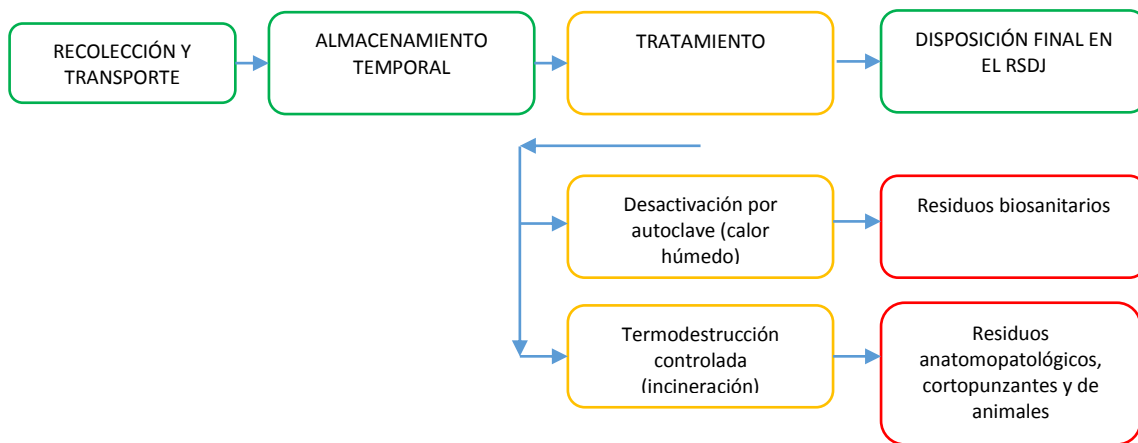 RECOLECCIÓN Y
TRANSPORTE
ALMACENAMIENTO
TEMPORAL
TRATAMIENTO
DISPOSICIÓN FINAL EN
EL RSDJ
Desactivación por
autoclave (calor
húmedo)
Residuos biosanitarios
Termodestrucción
controlada
(incineración)
Residuos
anatomopatológicos,
cortopunzantes y de
animales